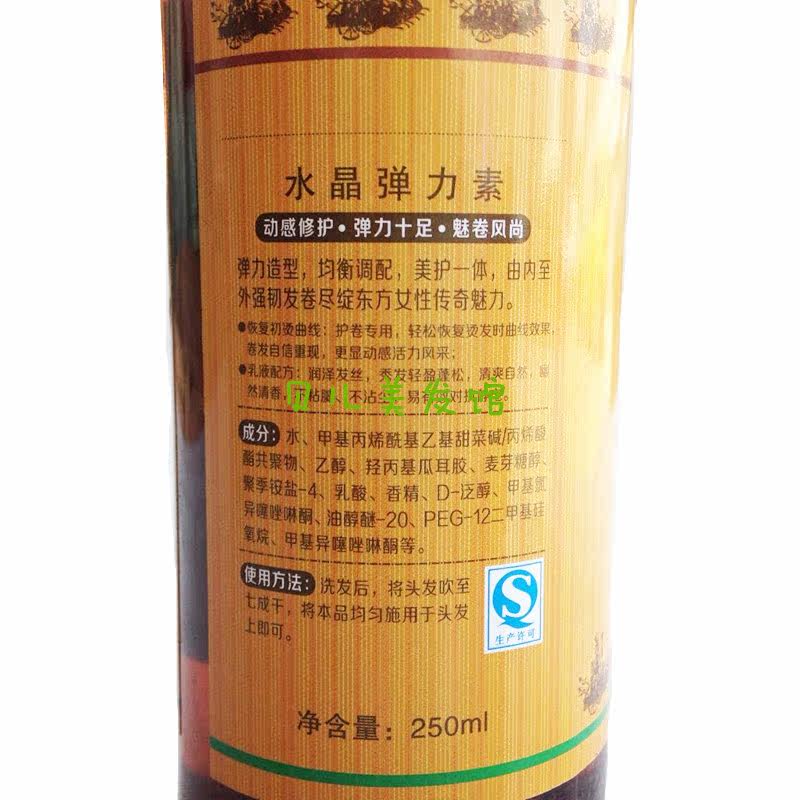 水晶弹力素
动感修护•弹力十足•魅卷风尚
弹力造型，均衡调配，美护一体，由内至
外强韧发卷尽绽东方女性传奇魅力。
●恢复初烫曲线：护卷专用，轻松恢复烫发时曲线效果，
卷发自信重现，更显动感活力风采；
●乳液配方：润泽发丝，秀发轻盈蓬松，清爽自然，幽
然清香，不粘腻、不沾尘，易
贝儿美发馆
成分：水、甲基丙烯酰基乙基甜菜碱/丙烯酸
酯共聚物、乙醇、羟丙基瓜耳胶、麦芽糖醇、
聚季铵盐-4、乳酸、香精、D-泛醇、甲基氯
异噻唑啉酮、油醇醚-20、PEG-12二甲基硅
氧烷、甲基异噻唑啉酮等。
使用方法：洗发后，将头发吹至
七成干，将本品均匀施用于头发
上即可。
生产许可
净含量：250ml